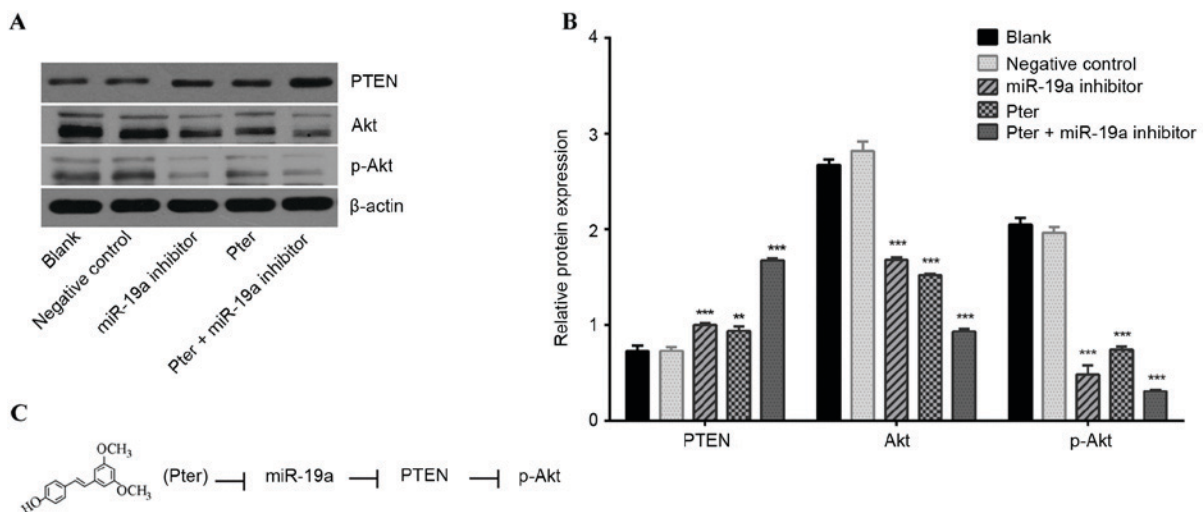 A
PTEN
Akt
p-Akt
β-actin
Blank
Negative control
miR-19a inhibitor
Pter
Pter + miR-19a inhibitor
B
Relative protein expression
4
3
2
1
0
Blank
Negative control
miR-19a inhibitor
Pter
Pter + miR-19a inhibitor
***
**
***
***
***
***
***
***
***
PTEN
Akt
p-Akt
C
OCH3
OCH3
HO
(Pter)
miR-19a
PTEN
p-Akt